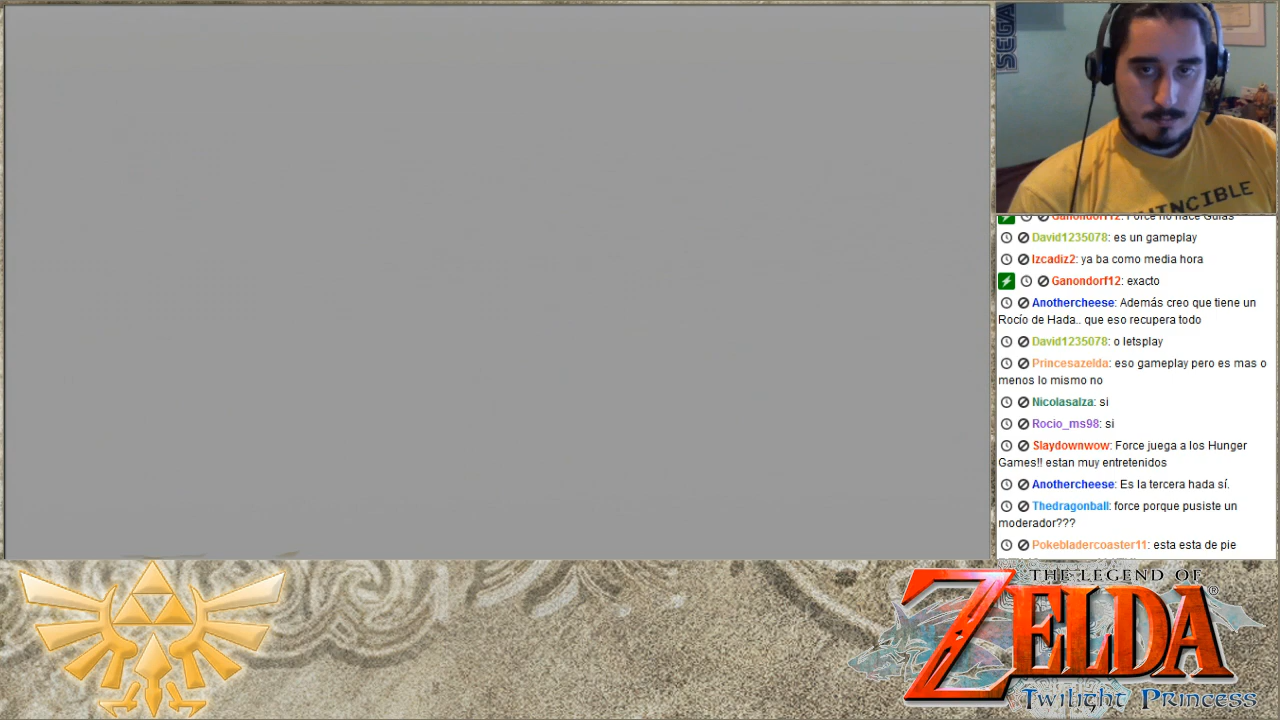 SEGA
INVINCIBLE
Ganondorf12: Force no hace Guias
David1235078: es un gameplay
Izcadiz2: ya ba como media hora
Ganondorf12: exacto
Anothercheese: Además creo que tiene un
Rocío de Hada.. que eso recupera todo
David1235078: o letsplay
Princesazelda: eso gameplay pero es mas o
menos lo mismo no
Nicolasalza: si
Rocio_ms98: si
Slaydownwow: Force juega a los Hunger
Games!! estan muy entretenidos
Anothercheese: Es la tercera hada sí.
Thedragonball: force porque pusiste un
moderador???
Pokebladercoaster11: esta esta de pie
THE LEGEND OF
ZELDA®
Twilight Princess